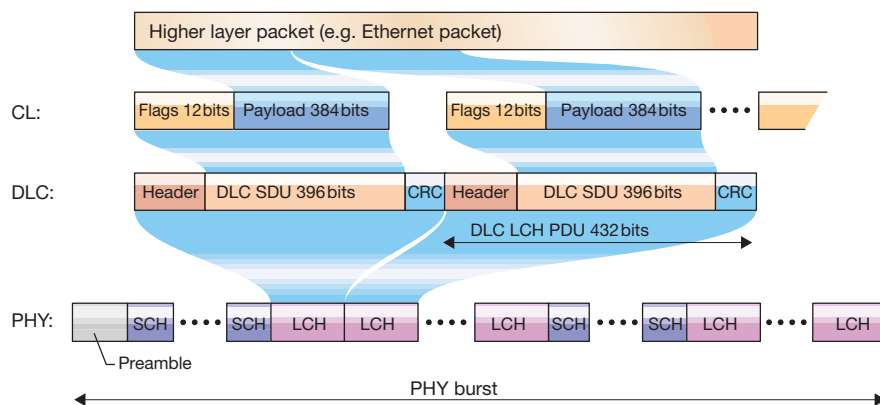 Higher layer packet (e.g. Ethernet packet)
CL:
Flags 12bits Payload 384bits Flags 12bits Payload 384bits
DLC:
Header DLC SDU 396bits CRC Header DLC SDU 396bits CRC
DLC LCH PDU 432bits
PHY:
SCH SCH LCH LCH LCH SCH SCH LCH LCH
Preamble
PHY burst